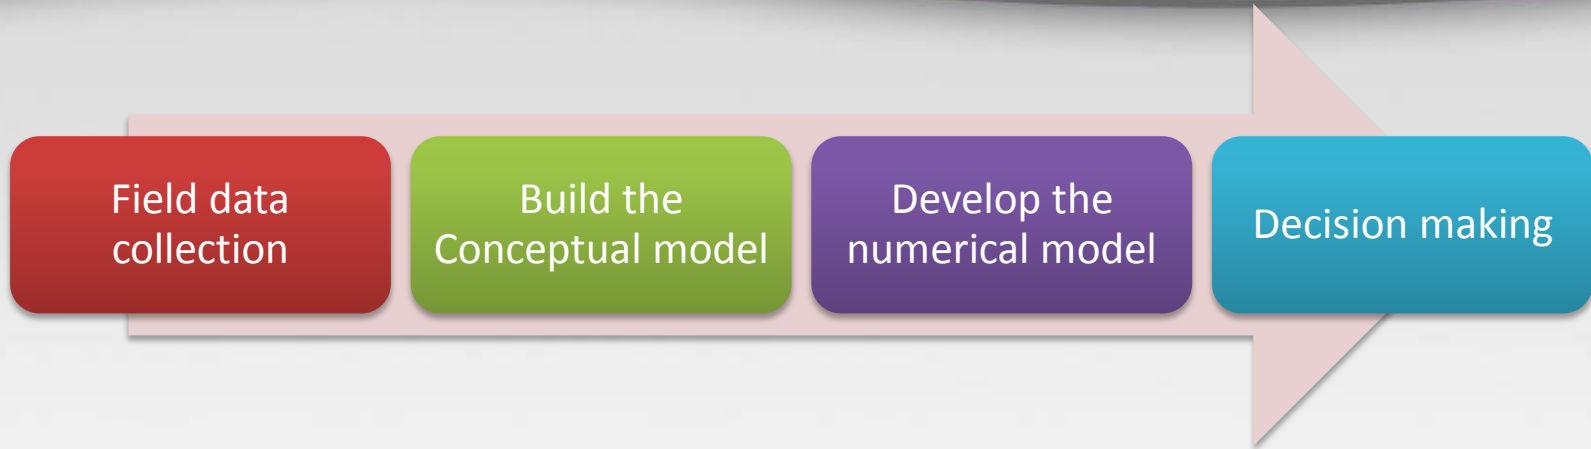 Field data
collection
Build the
Conceptual model
Develop the
numerical model
Decision making